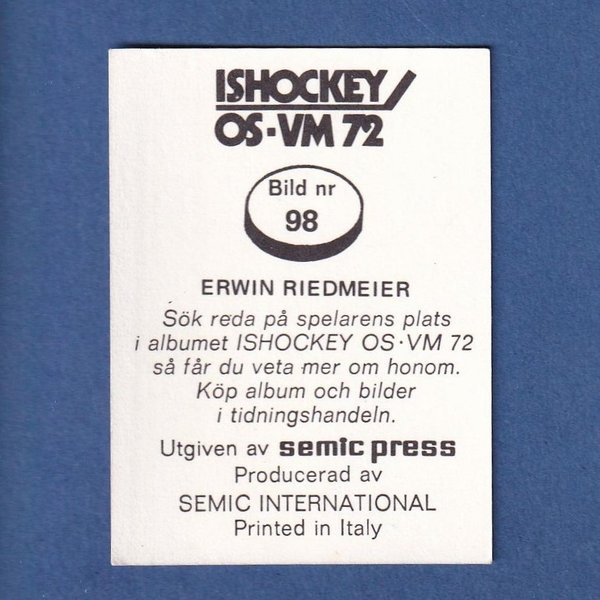 ISHOCKEY
OS·VM 72
Bild nr
98
ERWIN RIEDMEIER
Sök reda på spelarens plats
i albumet ISHOCKEY OS·VM 72
så får du veta mer om honom.
Köp album och bilder
i tidningshandeln.
Utgiven av semic press
Producerad av
SEMIC INTERNATIONAL
Printed in Italy